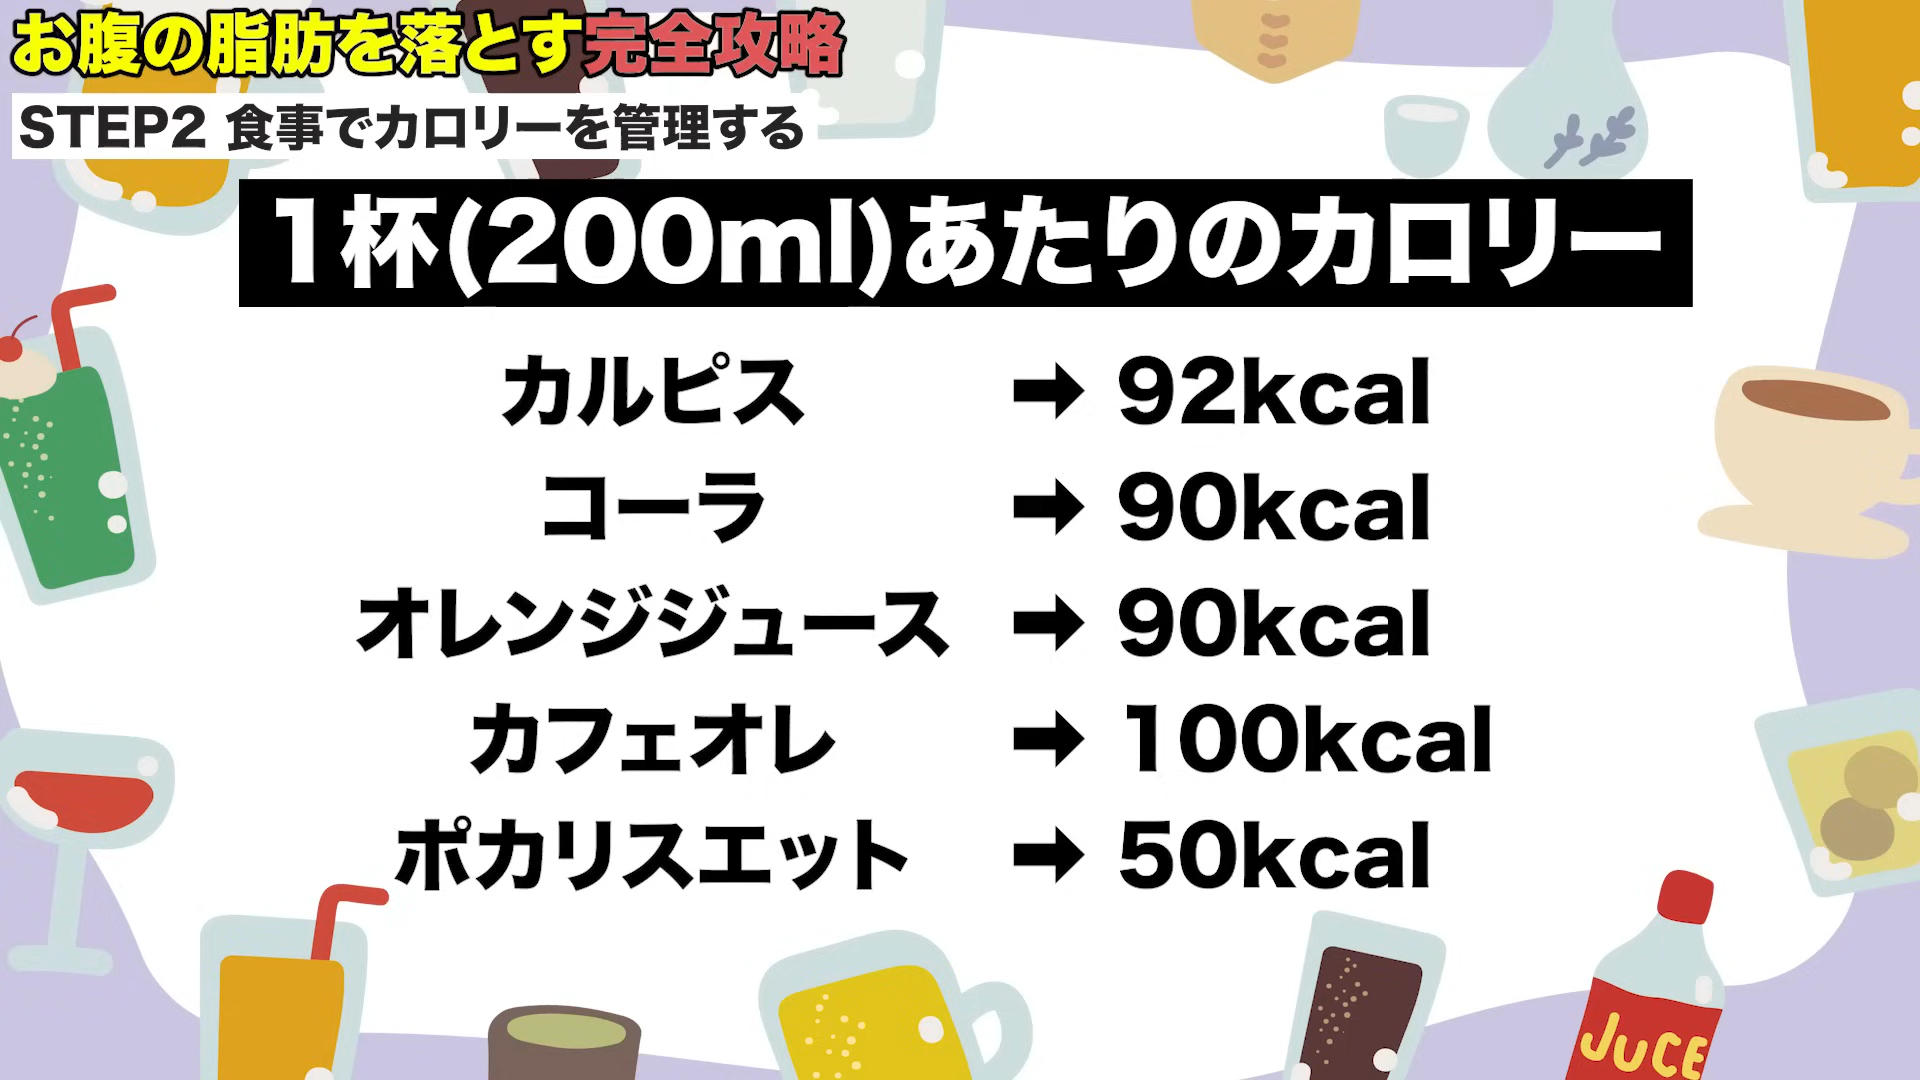 お腹の脂肪を落とす完全攻略
STEP2 食事でカロリーを管理する
1杯(200ml)あたりのカロリー
カルピス ➡ 92kcal
コーラ ➡ 90kcal
オレンジジュース ➡ 90kcal
カフェオレ ➡ 100kcal
ポカリスエット ➡ 50kcal
JUCE